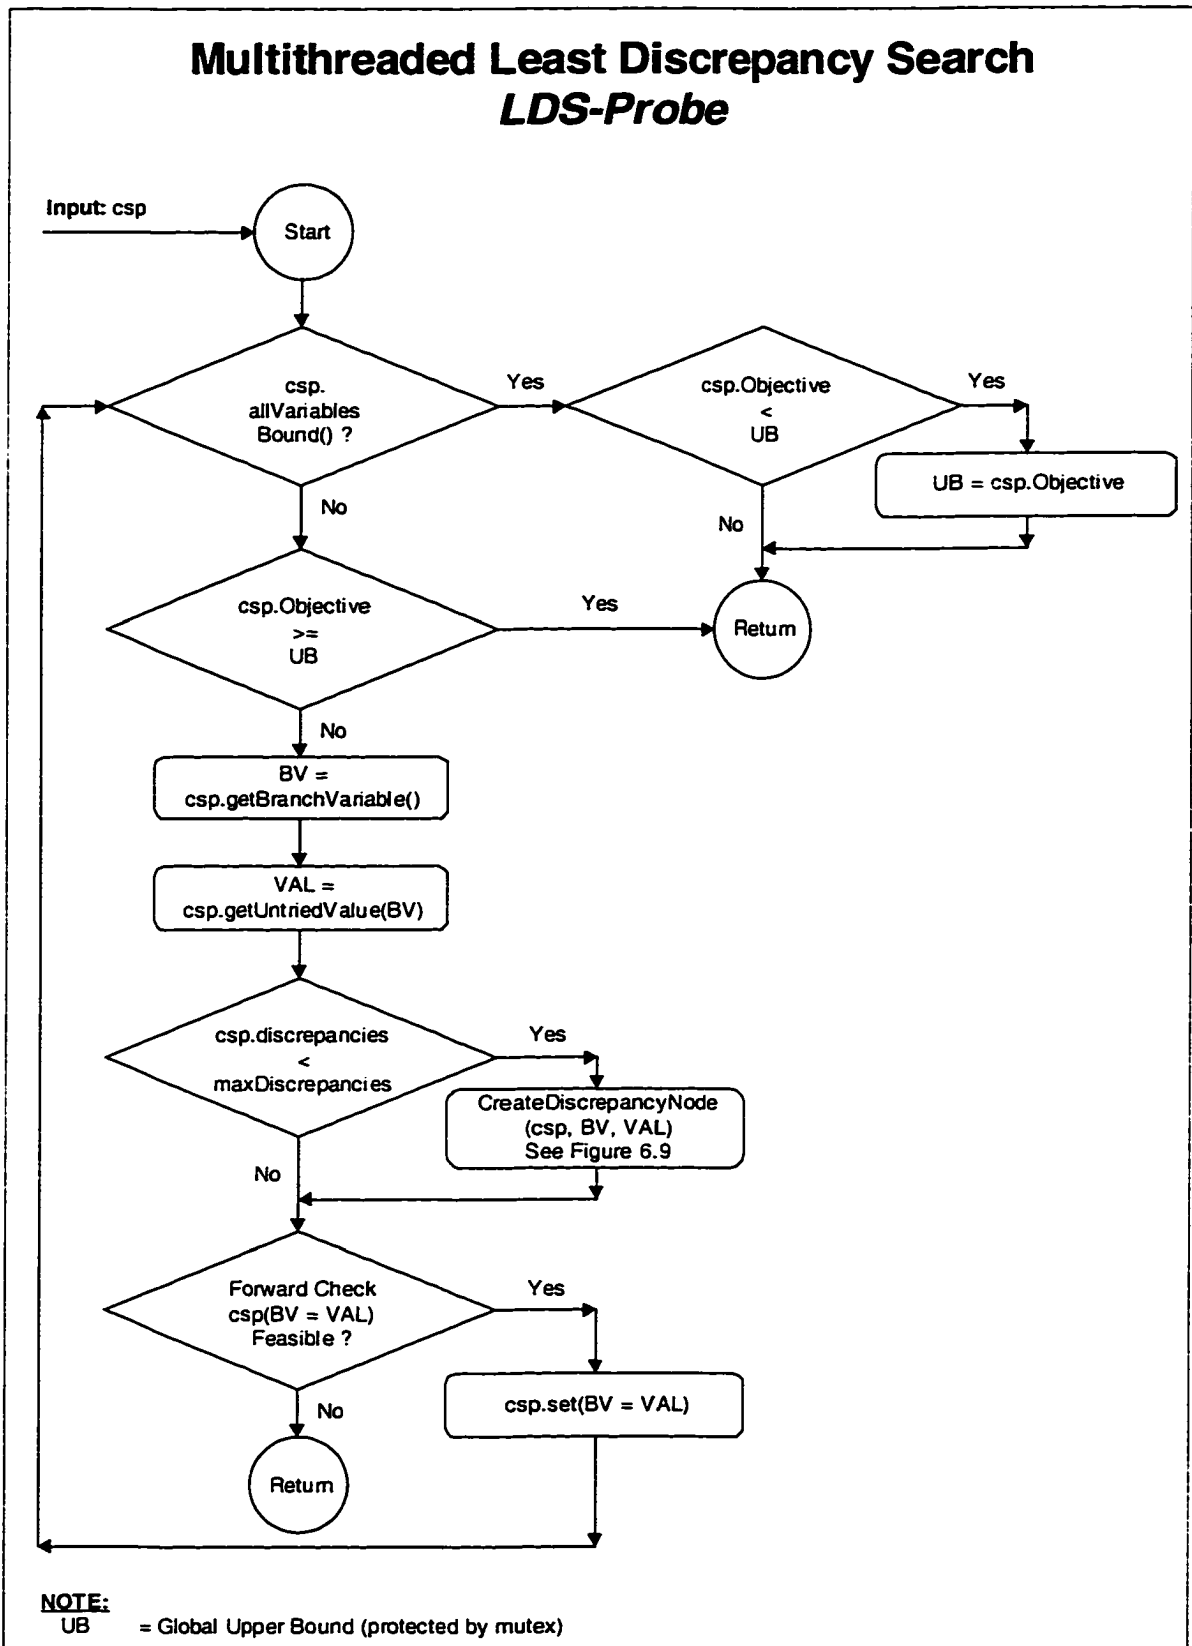 Multithreaded Least Discrepancy Search
LDS-Probe
Input: csp
Start
csp.
allVariables
Bound() ?
Yes
csp.Objective
<
UB
Yes
UB = csp.Objective
No
No
csp.Objective
>=
UB
Yes
Return
No
BV =
csp.getBranchVariable()
VAL =
csp.getUntriedValue(BV)
csp.discrepancies
<
maxDiscrepancies
Yes
CreateDiscrepancyNode
(csp, BV, VAL)
See Figure 6.9
No
Forward Check
csp(BV = VAL)
Feasible ?
Yes
csp.set(BV = VAL)
No
Return
NOTE:
UB = Global Upper Bound (protected by mutex)